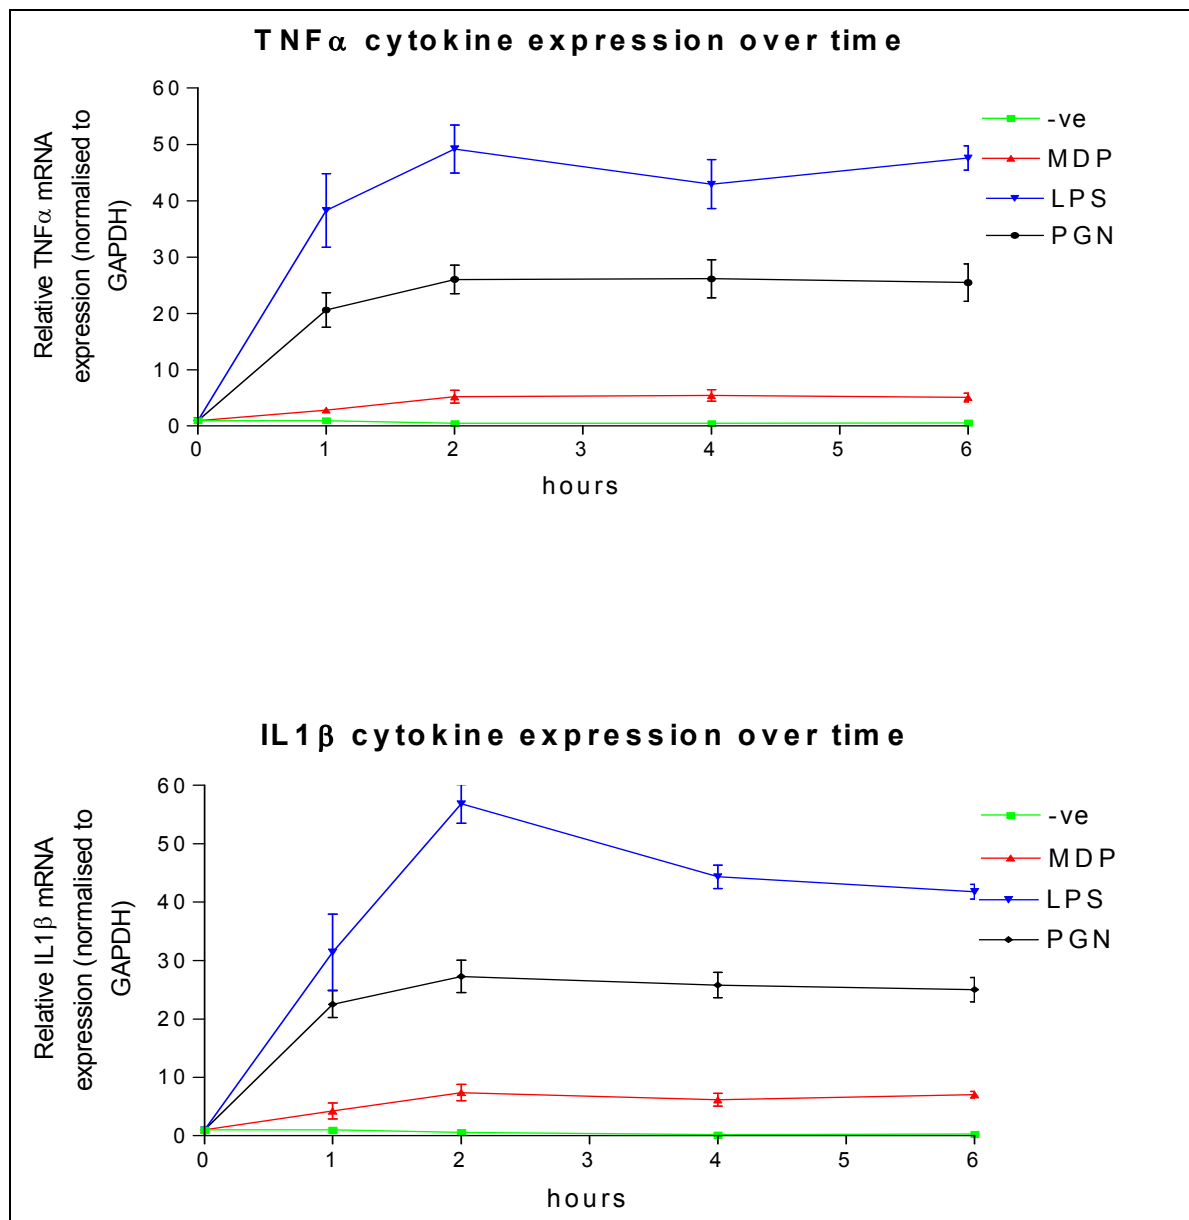 TNFα cytokine expression over time
Relative TNFα mRNA
expression (normalised to
GAPDH)
60
50
40
30
20
10
0
0 1 2 3 4 5 6
hours
-ve
MDP
LPS
PGN
IL1β cytokine expression over time
Relative IL1β mRNA
expression (normalised to
GAPDH)
60
50
40
30
20
10
0
0 1 2 3 4 5 6
hours
-ve
MDP
LPS
PGN